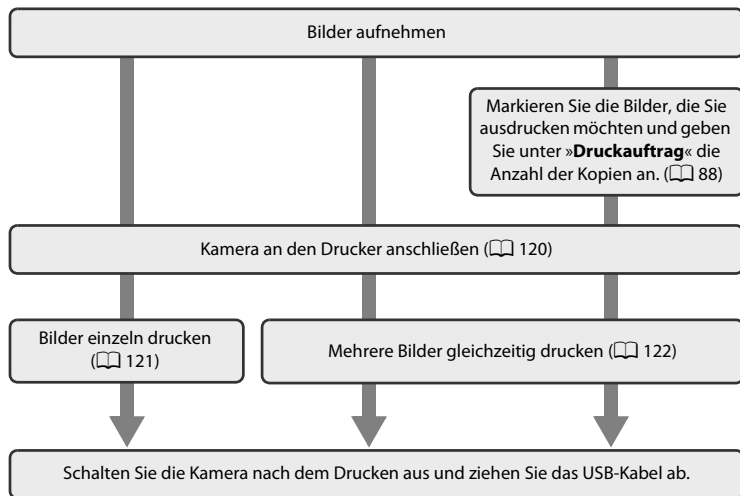 Bilder aufnehmen
Markieren Sie die Bilder, die Sie
ausdrucken möchten und geben
Sie unter »Druckauftrag« die
Anzahl der Kopien an. (📖 88)
Kamera an den Drucker anschließen (📖 120)
Bilder einzeln drucken
(📖 121)
Mehrere Bilder gleichzeitig drucken (📖 122)
Schalten Sie die Kamera nach dem Drucken aus und ziehen Sie das USB-Kabel ab.